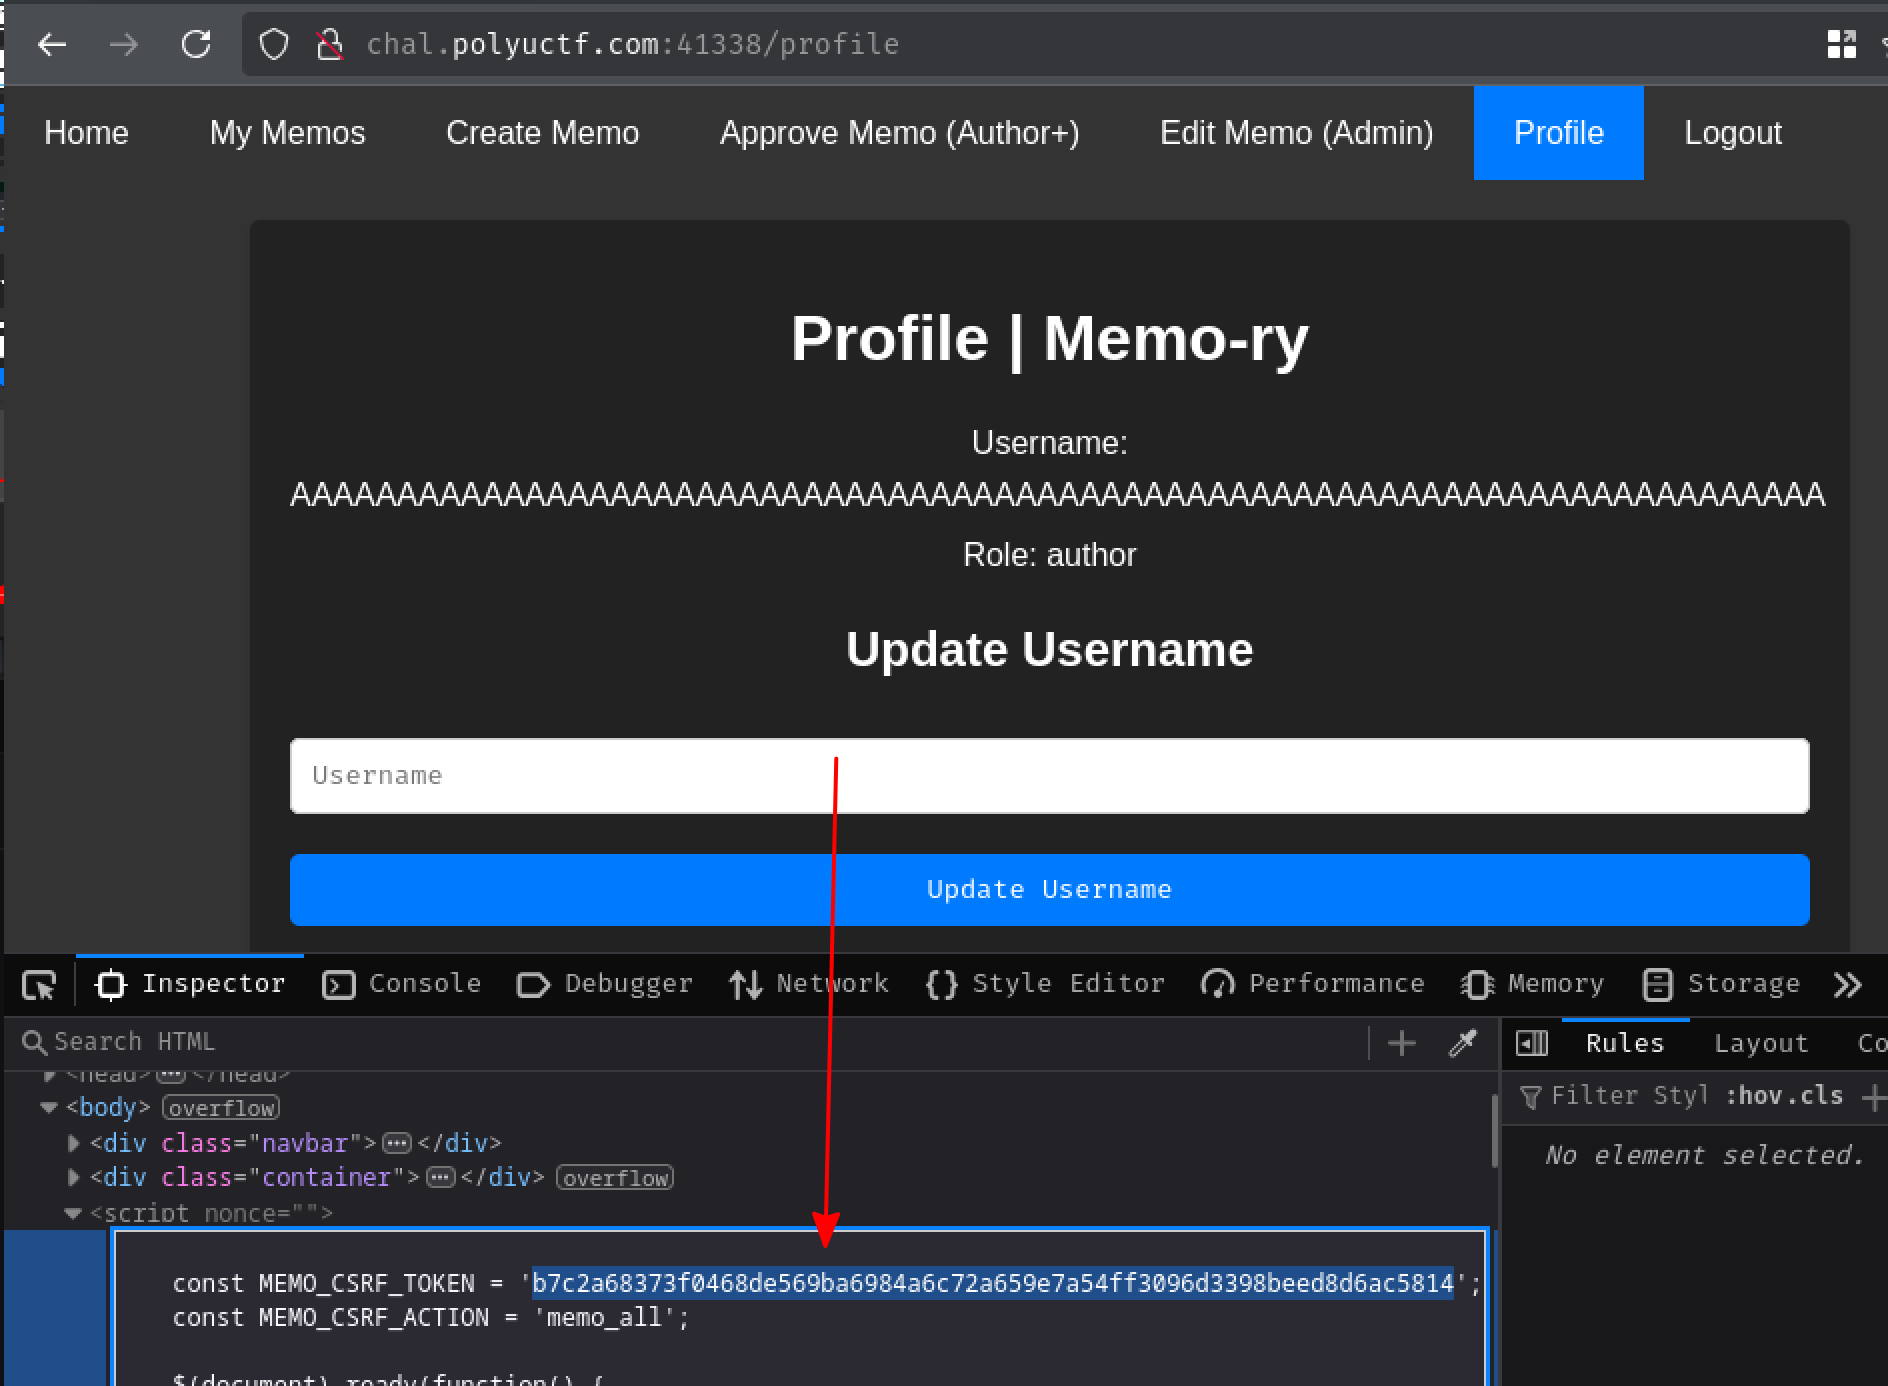 chal.polyuctf.com:41338/profile
Home My Memos Create Memo Approve Memo (Author+) Edit Memo (Admin) Profile Logout
Profile | Memo-ry
Username:
AAAAAAAAAAAAAAAAAAAAAAAAAAAAAAAAAAAAAAAAAAAAAAAAAAAAAAAAAAAAAAAAAAAAAAAA
Role: author
Update Username
Username
Update Username
Inspector Console Debugger Network Style Editor Performance Memory Storage
Search HTML Rules Layout Co
<head> </head>
<body> overflow Filter Styl :hov .cls
<div class="navbar"> </div>
No element selected.
<div class="container"> </div> overflow
<script nonce="">
const MEMO_CSRF_TOKEN = 'b7c2a68373f0468de569ba6984a6c72a659e7a54ff3096d3398beed8d6ac5814';
const MEMO_CSRF_ACTION = 'memo_all';
$(document).ready(function() {